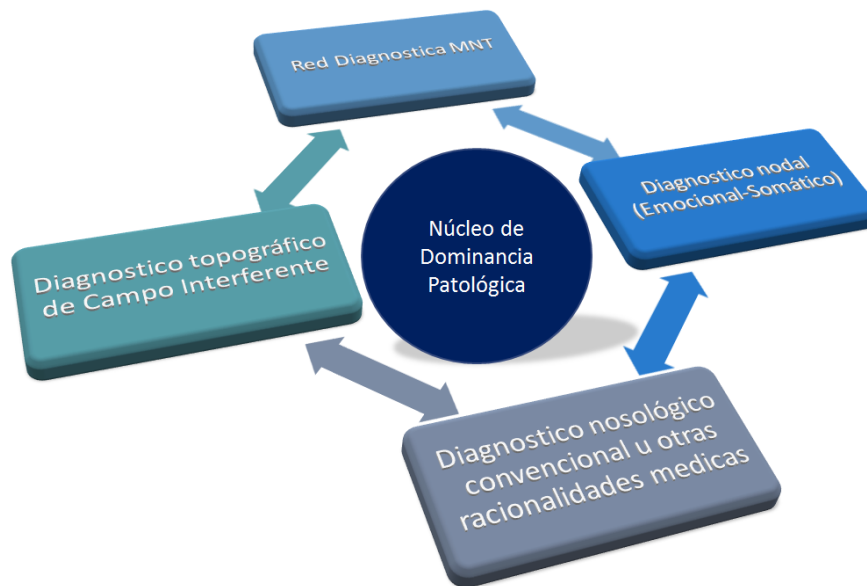 Red Diagnostica MNT
Diagnostico nodal
(Emocional-Somático)
Núcleo de
Dominancia
Patológica
Diagnostico topográfico
de Campo Interferente
Diagnostico nosológico
convencional u otras
racionalidades medicas